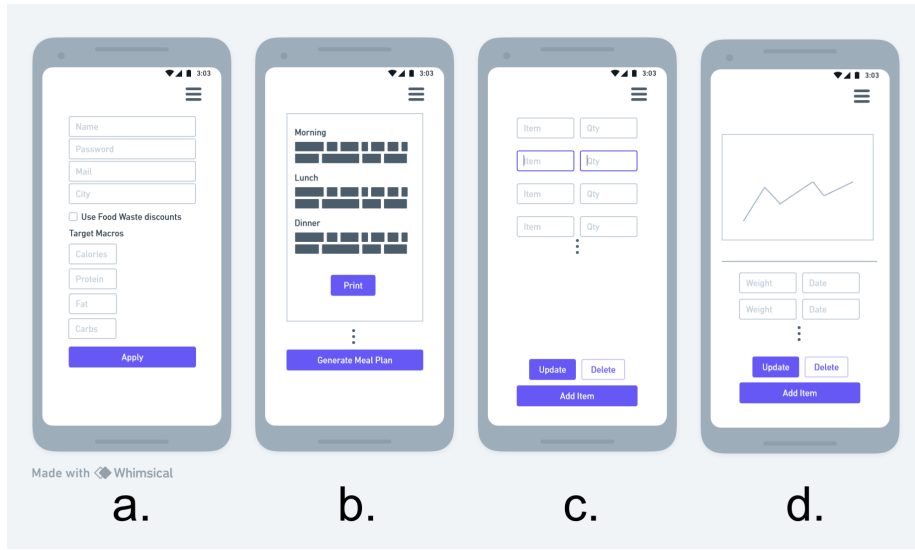 3:03
Name
Password
Mail
City
Use Food Waste discounts
Target Macros
Calories
Protein
Fat
Carbs
Apply
3:03
Morning
Lunch
Dinner
Print
Generate Meal Plan
3:03
Item Qty
Item Qty
Item Qty
Item Qty
Update Delete
Add Item
3:03
Weight Date
Weight Date
Update Delete
Add Item
Made with Whimsical
a. b. c. d.